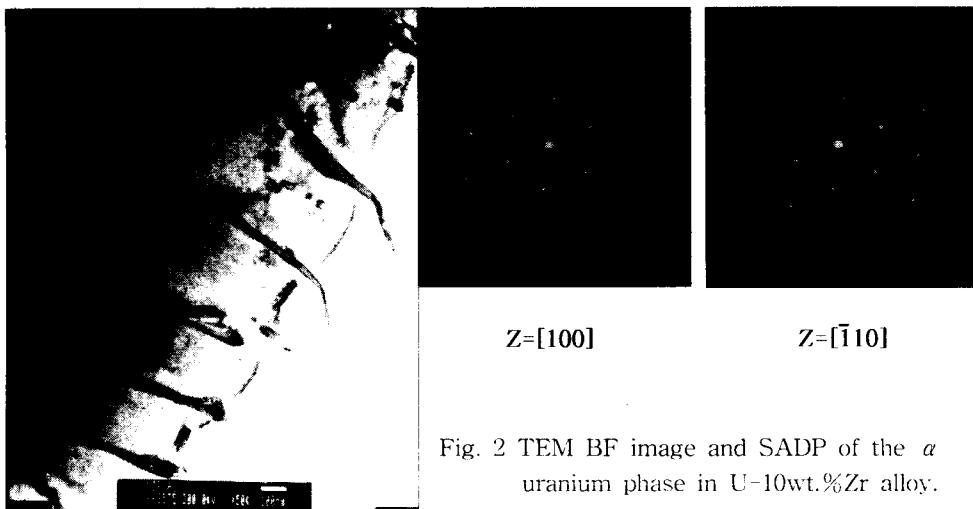 Z=[100]
Z=[1̅10]
Fig. 2 TEM BF image and SADP of the α
uranium phase in U-10wt.%Zr alloy.